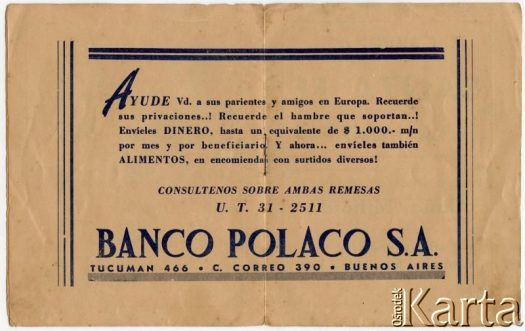 AYUDE Vd. a sus parientes y amigos en Europa. Recuerde
sus privaciones..! Recuerde el hambre que soportan..!
Envíeles DINERO, hasta un equivalente de $ 1.000.- m/n
por mes y por beneficiario. Y ahora... envíeles también
ALIMENTOS, en encomiendas con surtidos diversos!
CONSULTENOS SOBRE AMBAS REMESAS
U. T. 31 - 2511
BANCO POLACO S.A.
TUCUMAN 466 • C. CORREO 390 • BUENOS AIRES
Ośrodek
Karta